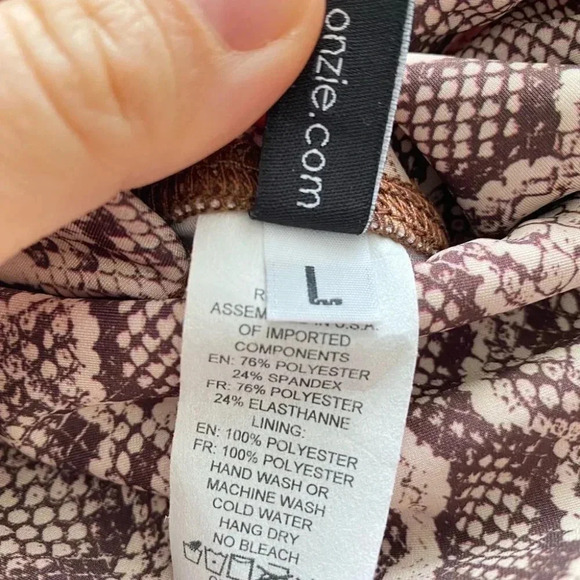 onzie.com
L
ASSEM IN U.S.A.
OF IMPORTED
COMPONENTS
EN: 76% POLYESTER
24% SPANDEX
FR: 76% POLYESTER
24% ELASTHANNE
LINING:
EN: 100% POLYESTER
FR: 100% POLYESTER
HAND WASH OR
MACHINE WASH
COLD WATER
HANG DRY
NO BLEACH